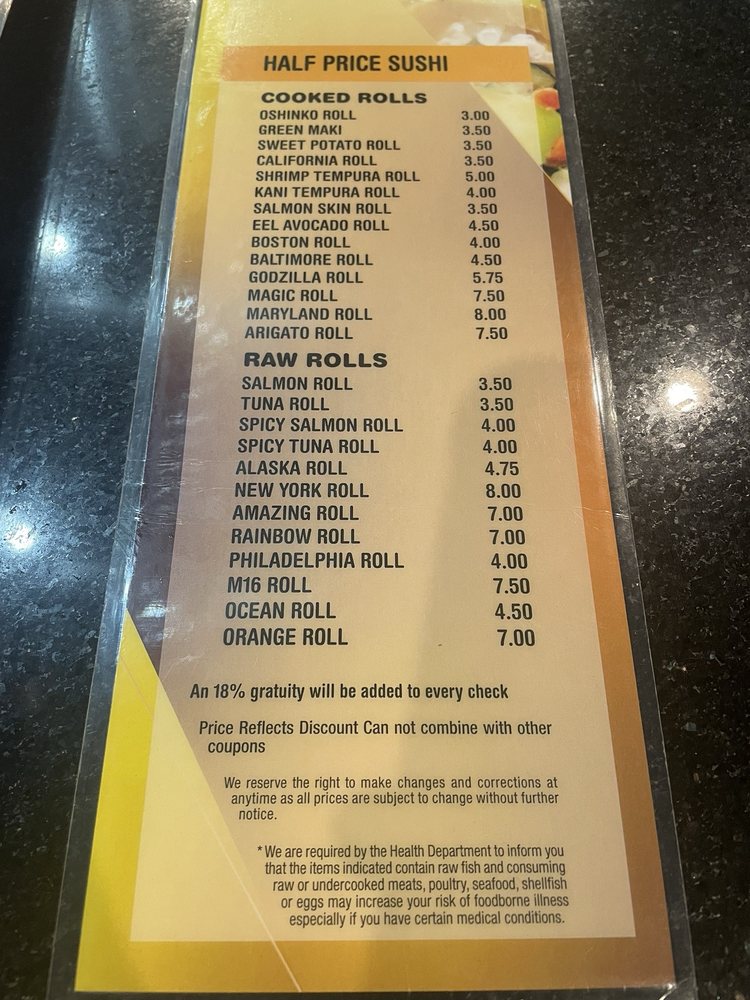 HALF PRICE SUSHI
COOKED ROLLS
OSHINKO ROLL 3.00
GREEN MAKI 3.50
SWEET POTATO ROLL 3.50
CALIFORNIA ROLL 3.50
SHRIMP TEMPURA ROLL 5.00
KANI TEMPURA ROLL 4.00
SALMON SKIN ROLL 3.50
EEL AVOCADO ROLL 4.50
BOSTON ROLL 4.00
BALTIMORE ROLL 4.50
GODZILLA ROLL 5.75
MAGIC ROLL 7.50
MARYLAND ROLL 8.00
ARIGATO ROLL 7.50
RAW ROLLS
SALMON ROLL 3.50
TUNA ROLL 3.50
SPICY SALMON ROLL 4.00
SPICY TUNA ROLL 4.00
ALASKA ROLL 4.75
NEW YORK ROLL 8.00
AMAZING ROLL 7.00
RAINBOW ROLL 7.00
PHILADELPHIA ROLL 4.00
M16 ROLL 7.50
OCEAN ROLL 4.50
ORANGE ROLL 7.00
An 18% gratuity will be added to every check
Price Reflects Discount Can not combine with other
coupons
We reserve the right to make changes and corrections at
anytime as all prices are subject to change without further
notice.
* We are required by the Health Department to inform you
that the items indicated contain raw fish and consuming
raw or undercooked meats, poultry, seafood, shellfish
or eggs may increase your risk of foodborne illness
especially if you have certain medical conditions.